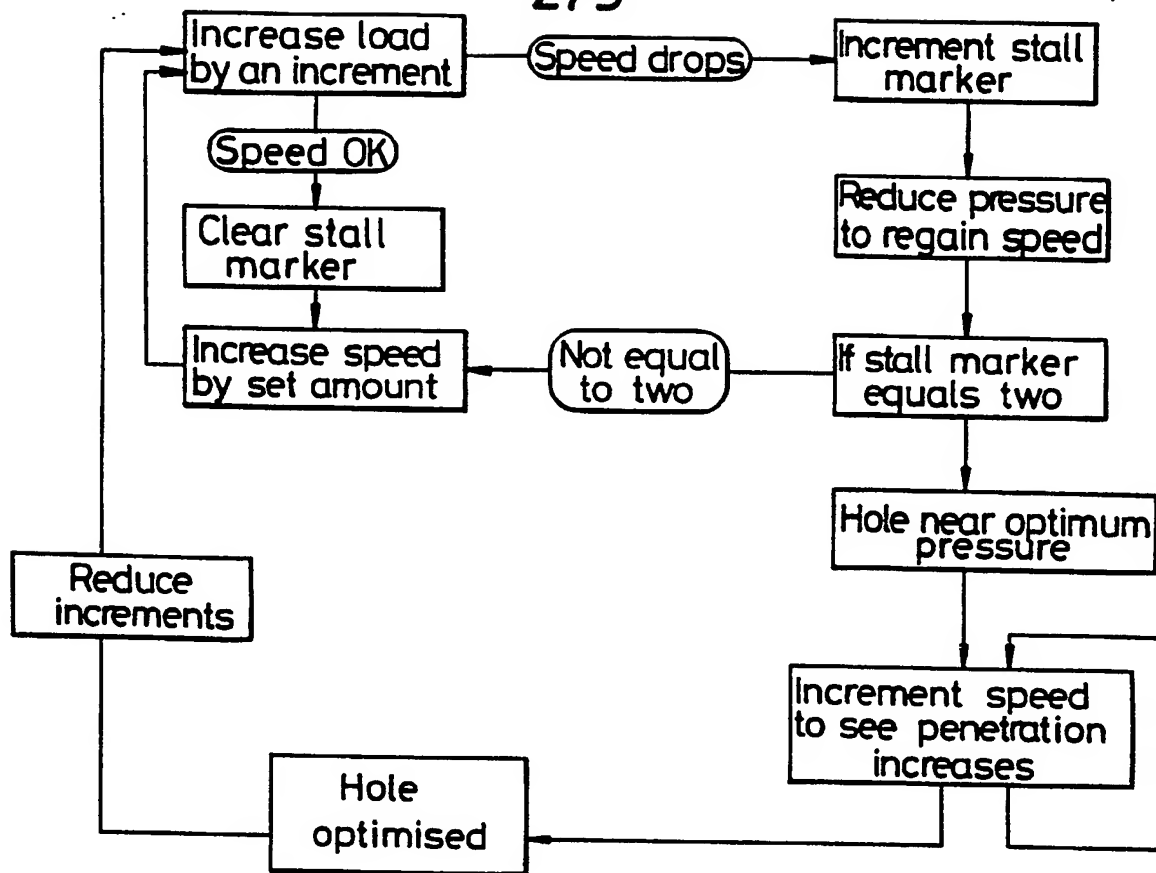 Increase load
by an increment
Speed drops
Increment stall
marker
Speed OK
Reduce pressure
to regain speed
Clear stall
marker
Increase speed
by set amount
Not equal
to two
If stall marker
equals two
Hole near optimum
pressure
Reduce
increments
Increment speed
to see penetration
increases
Hole
optimised